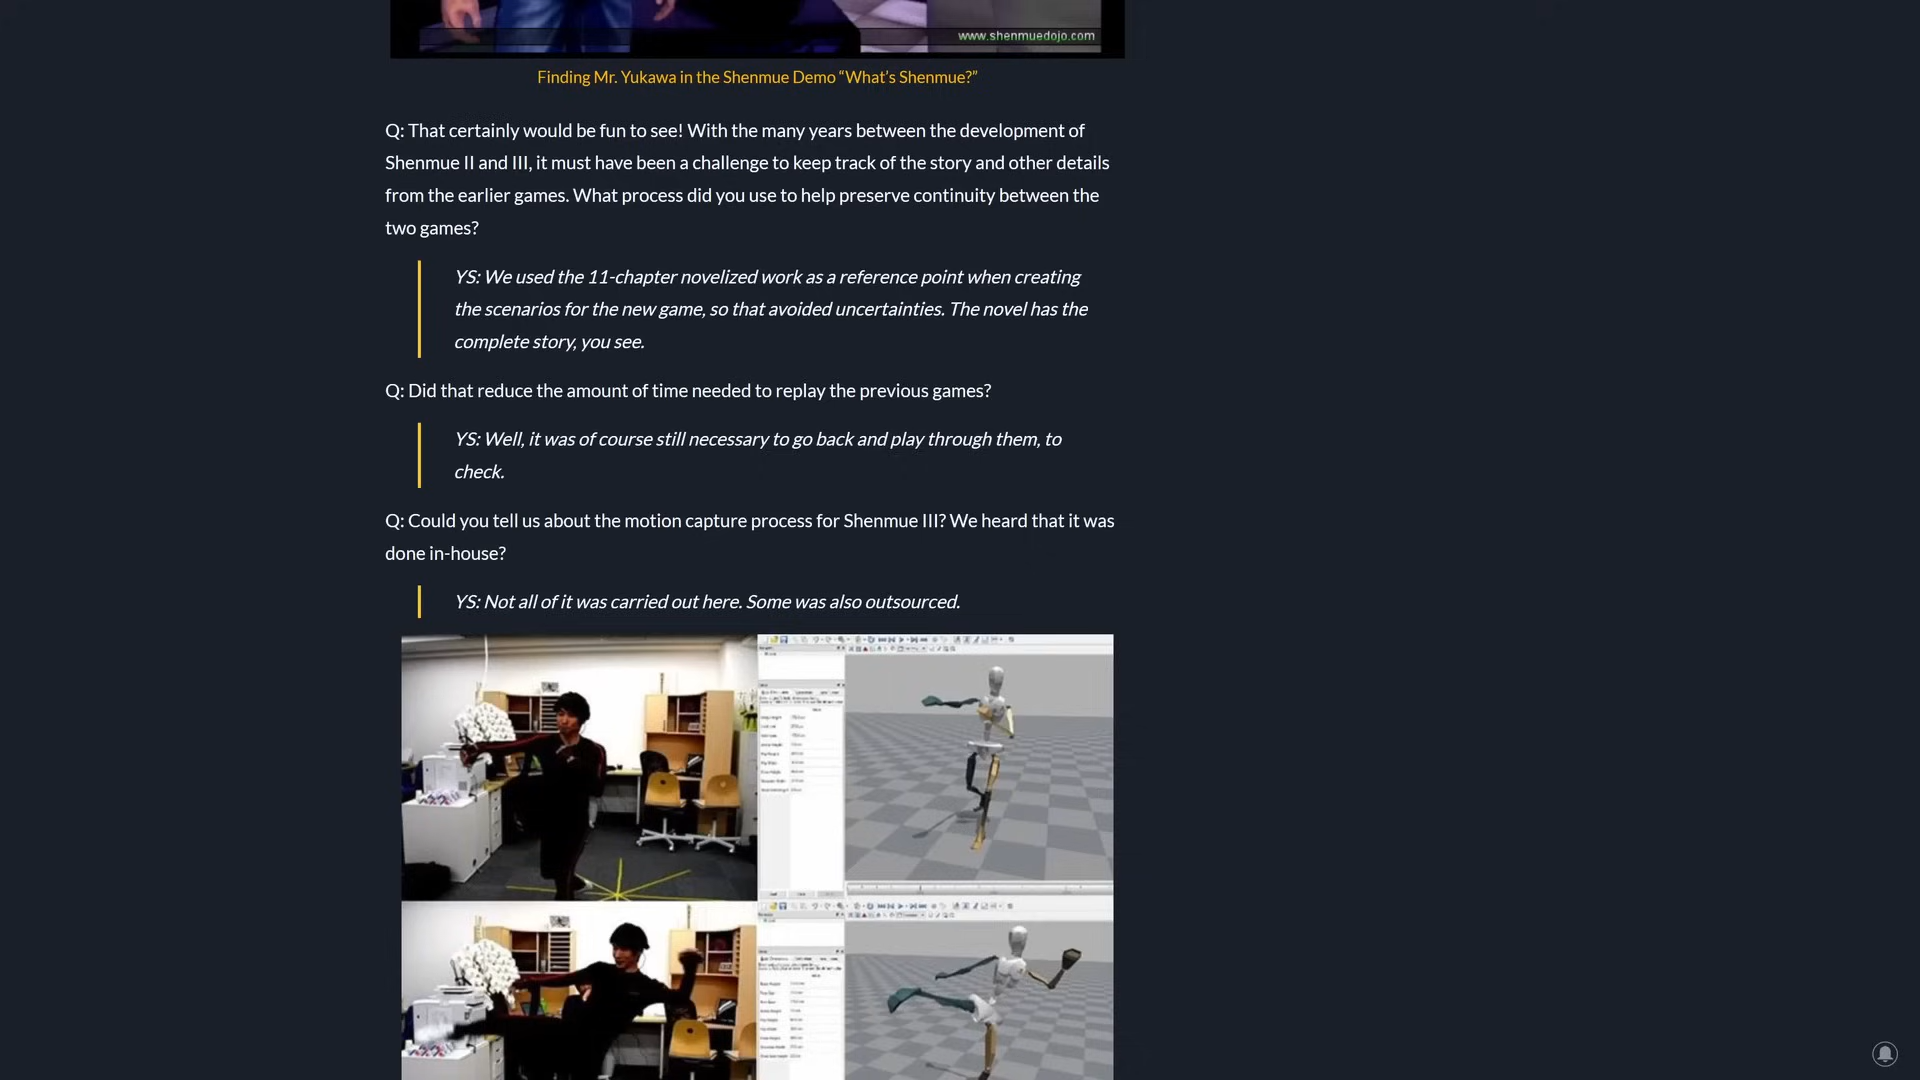 www.shenmuedojo.com
Finding Mr. Yukawa in the Shenmue Demo “What’s Shenmue?”
Q: That certainly would be fun to see! With the many years between the development of
Shenmue II and III, it must have been a challenge to keep track of the story and other details
from the earlier games. What process did you use to help preserve continuity between the
two games?
YS: We used the 11-chapter novelized work as a reference point when creating
the scenarios for the new game, so that avoided uncertainties. The novel has the
complete story, you see.
Q: Did that reduce the amount of time needed to replay the previous games?
YS: Well, it was of course still necessary to go back and play through them, to
check.
Q: Could you tell us about the motion capture process for Shenmue III? We heard that it was
done in-house?
YS: Not all of it was carried out here. Some was also outsourced.